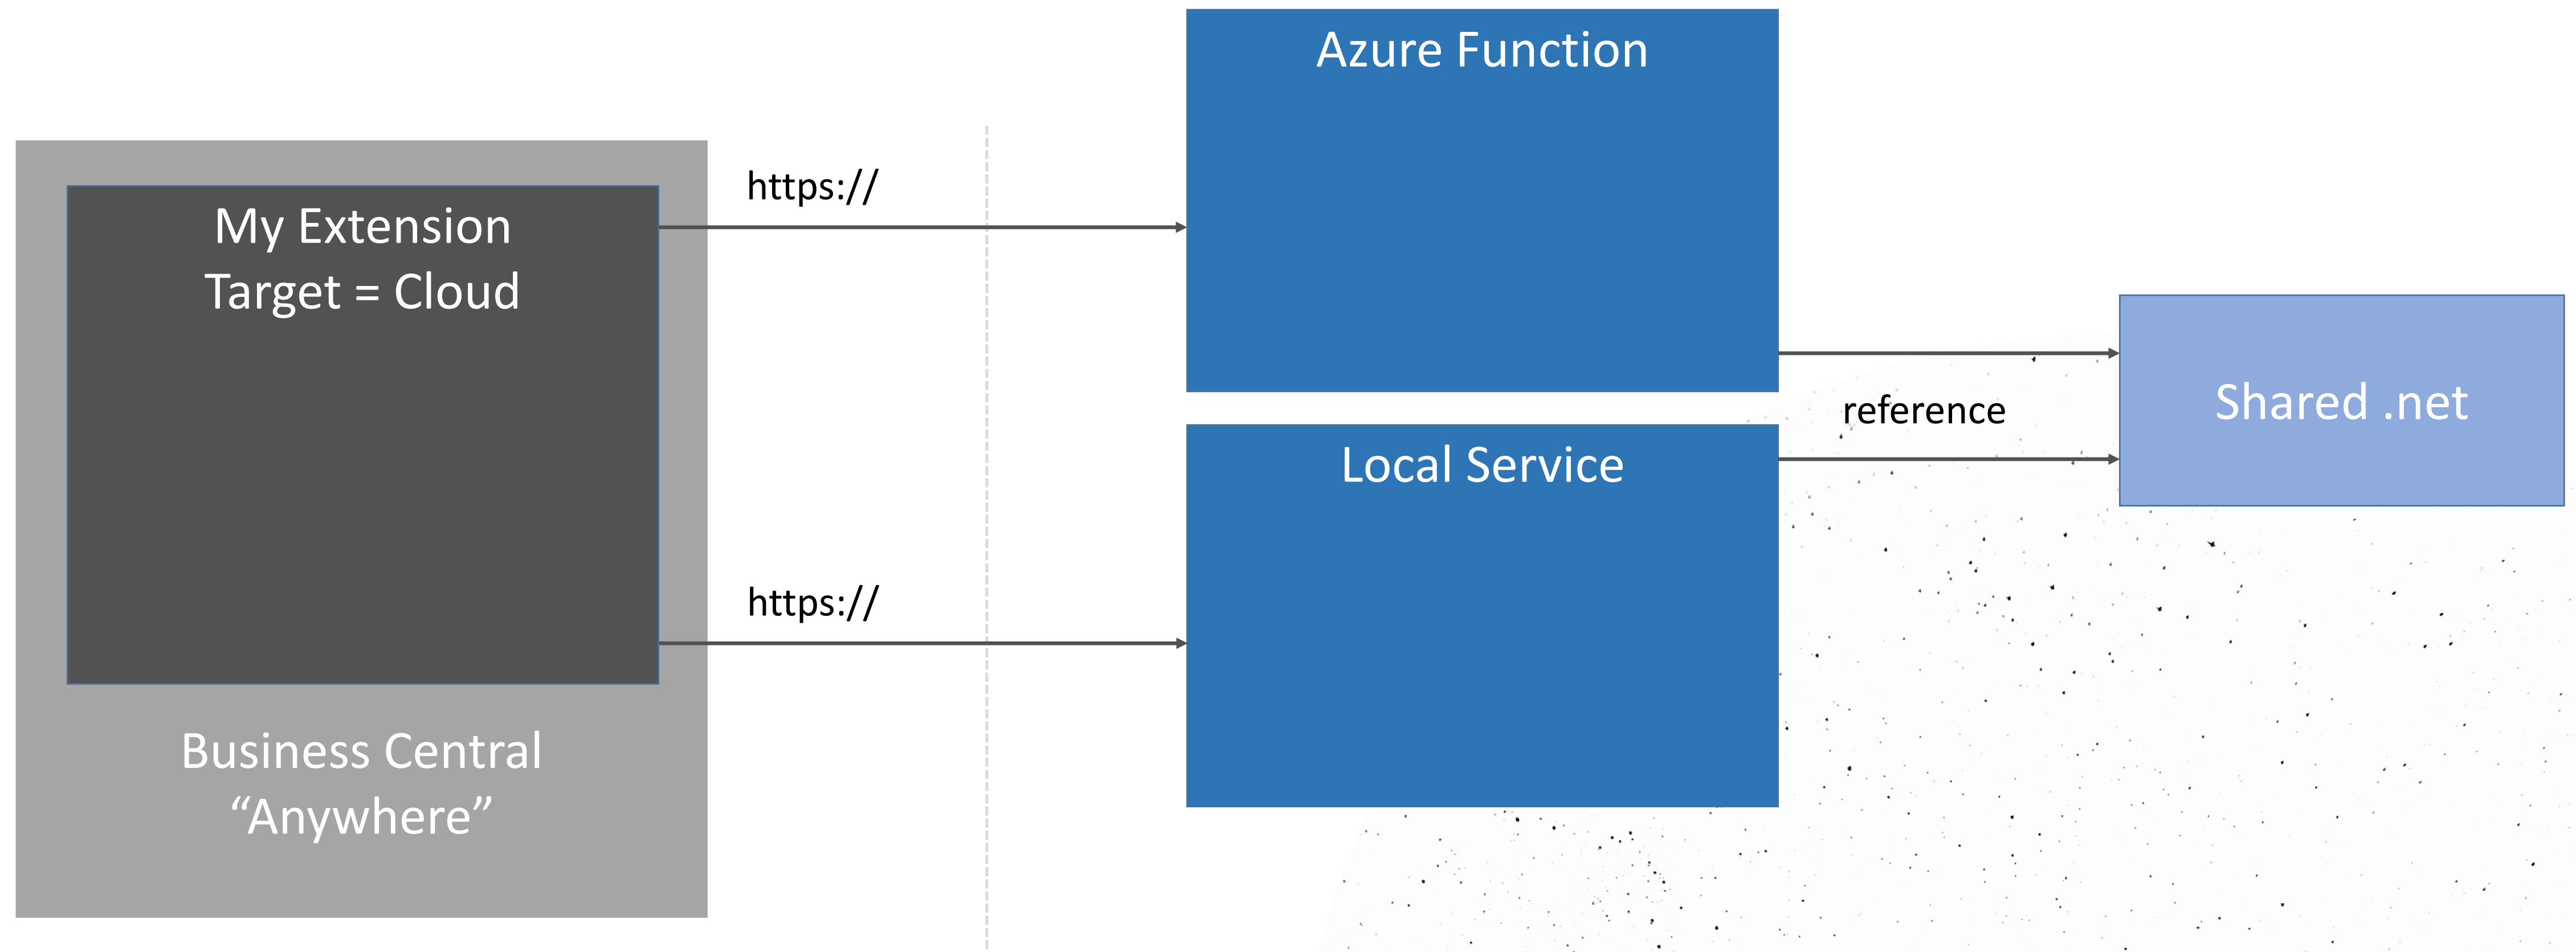 Azure Function
https://
My Extension
Target = Cloud
Shared .net
reference
Local Service
https://
Business Central
“Anywhere”